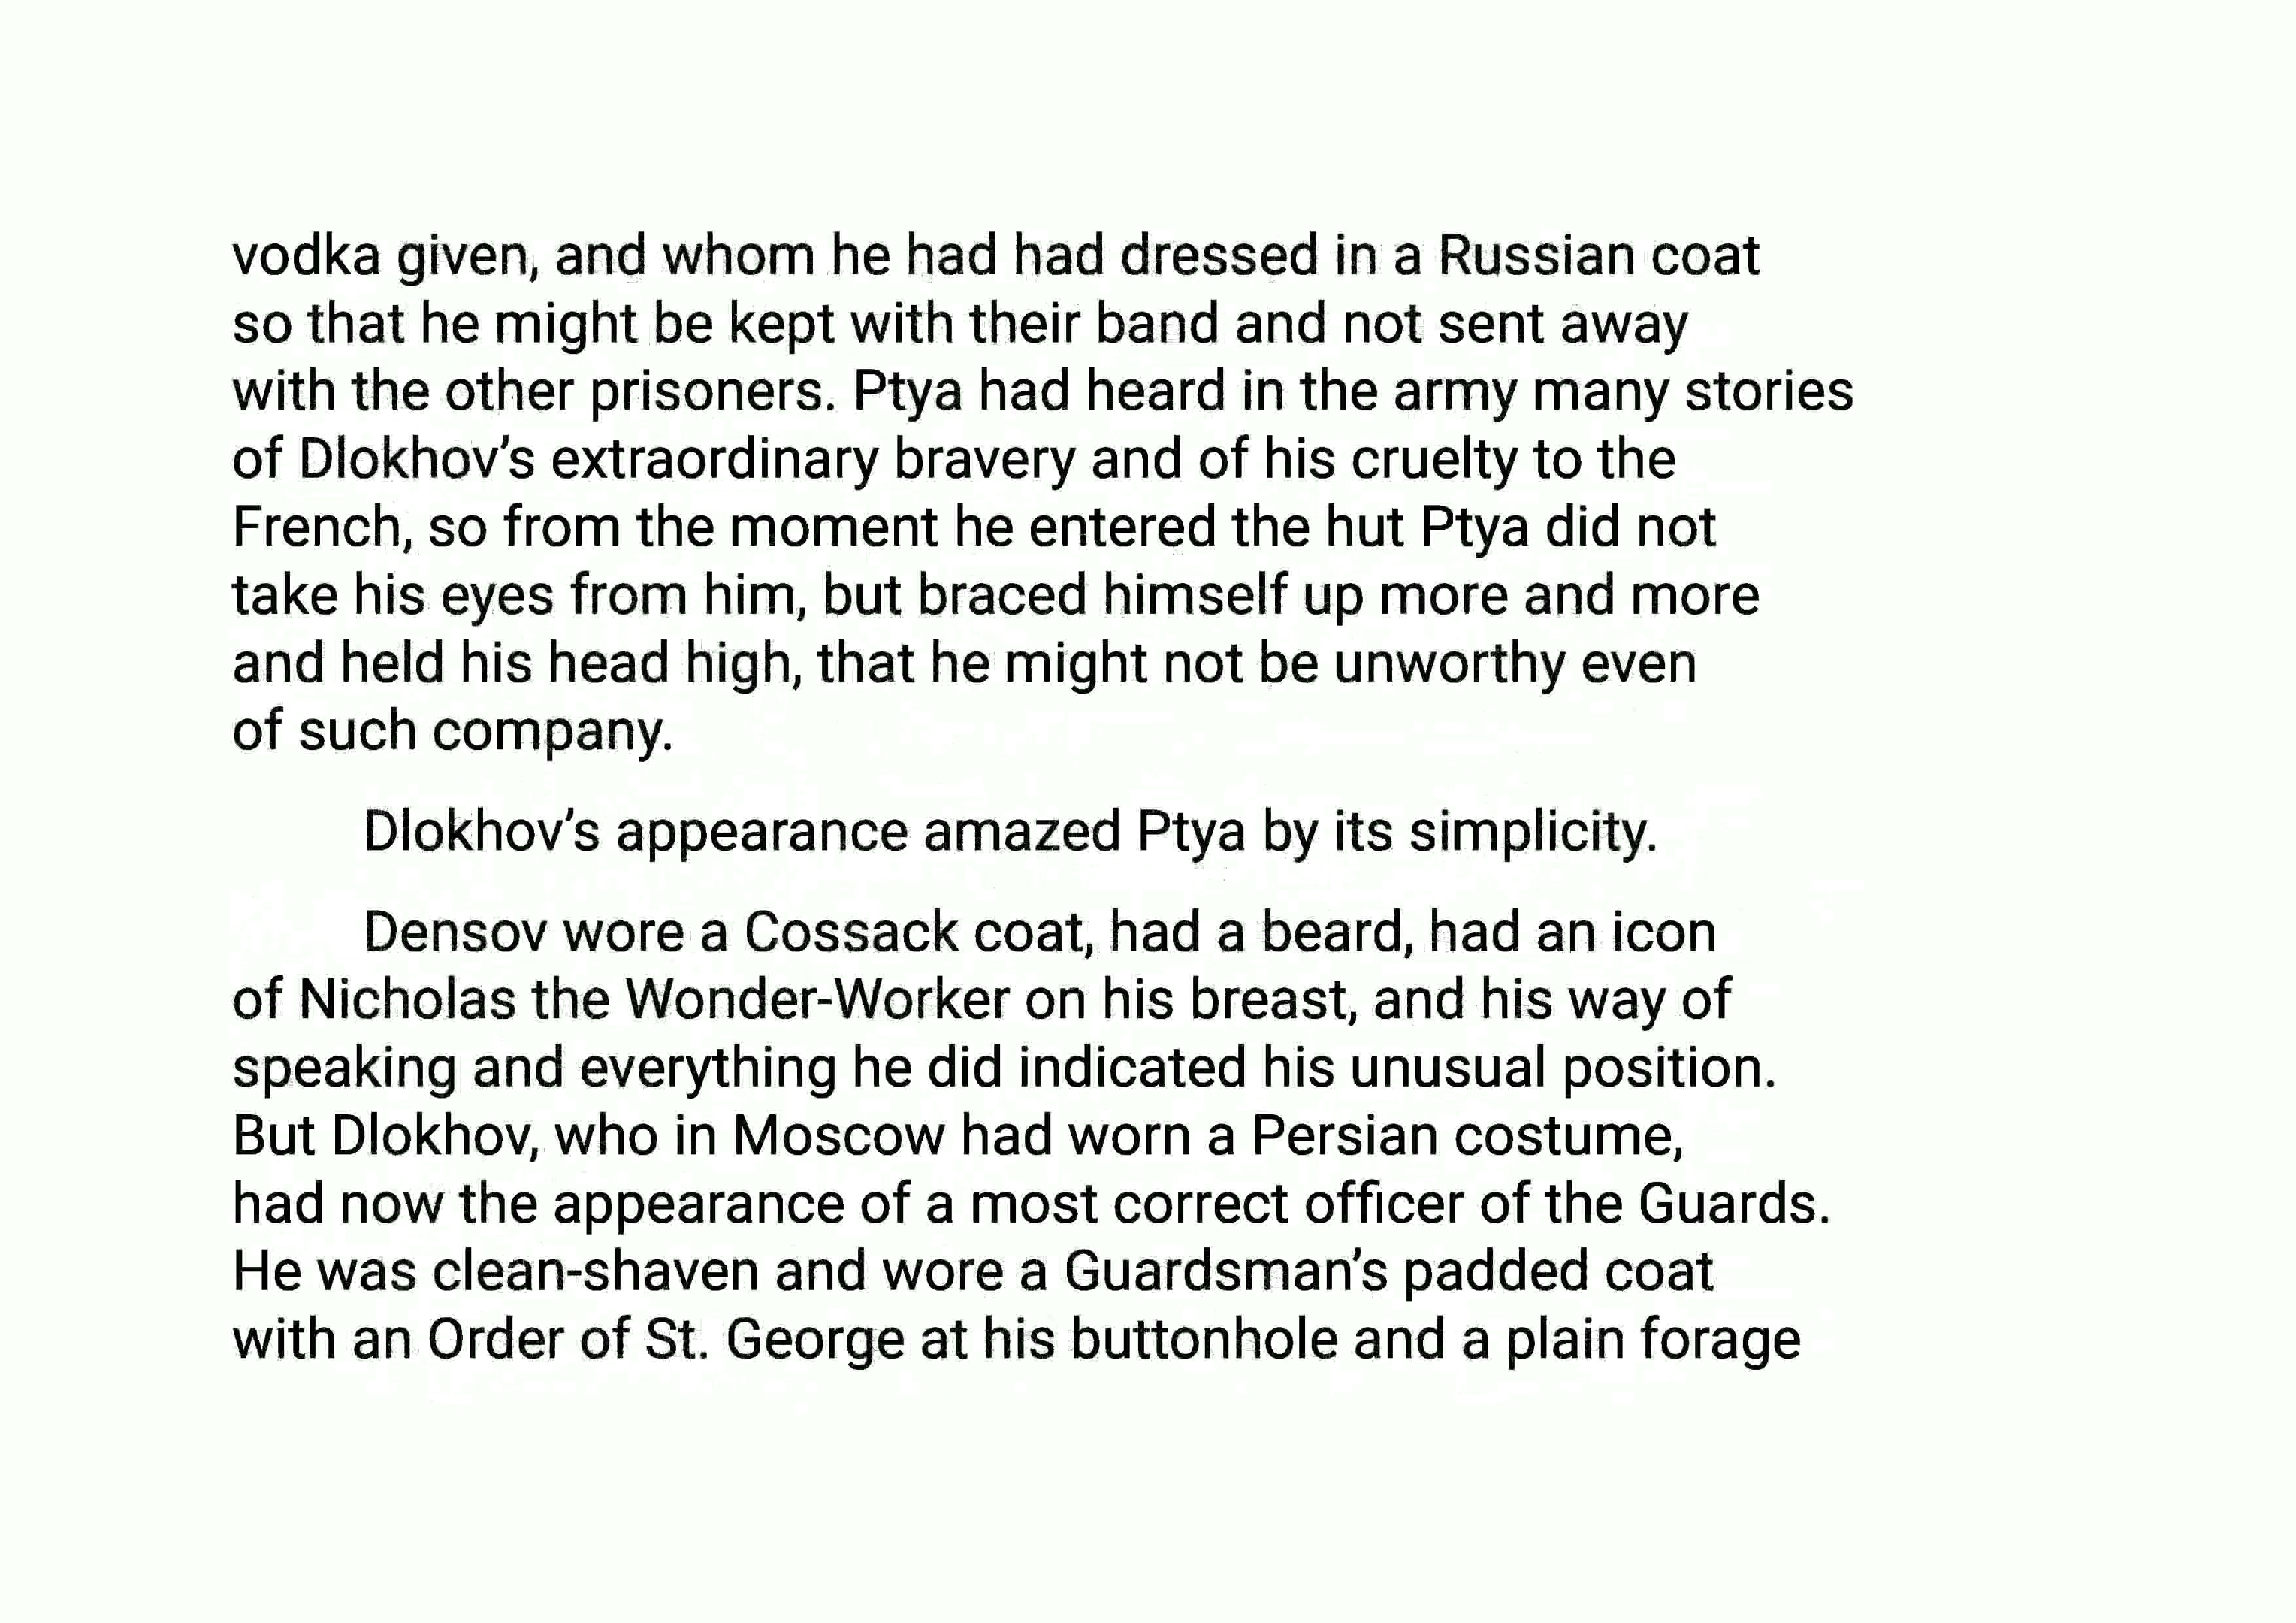 vodka given, and whom he had had dressed in a Russian coat
so that he might be kept with their band and not sent away
with the other prisoners. Ptya had heard in the army many stories
of Dlokhov’s extraordinary bravery and of his cruelty to the
French, so from the moment he entered the hut Ptya did not
take his eyes from him, but braced himself up more and more
and held his head high, that he might not be unworthy even
of such company.
Dlokhov’s appearance amazed Ptya by its simplicity.
Densov wore a Cossack coat, had a beard, had an icon
of Nicholas the Wonder-Worker on his breast, and his way of
speaking and everything he did indicated his unusual position.
But Dlokhov, who in Moscow had worn a Persian costume,
had now the appearance of a most correct officer of the Guards.
He was clean-shaven and wore a Guardsman’s padded coat
with an Order of St. George at his buttonhole and a plain forage